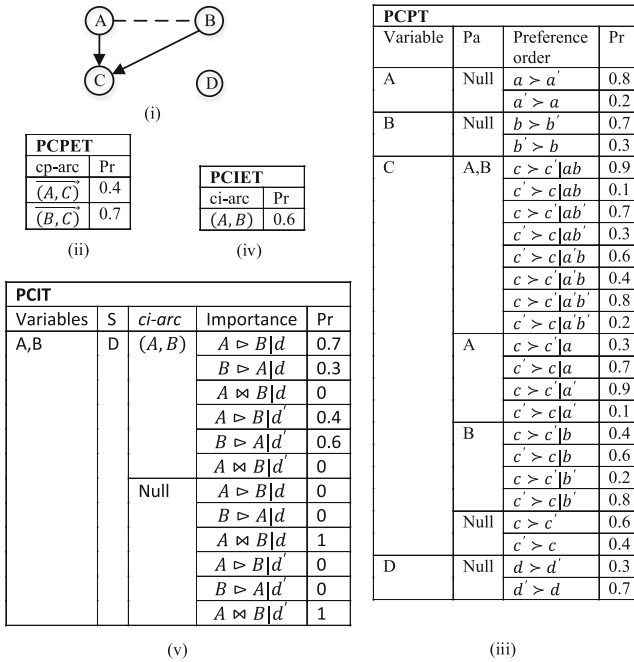 A
B
C
D
(i)
PCPET
cp-arc Pr
(A, C) 0.4
(B, C) 0.7
(ii)
PCIET
ci-arc Pr
(A, B) 0.6
(iv)
PCIT
Variables S ci-arc Importance Pr
A,B D (A, B) A ⊳ B|d 0.7
B ⊳ A|d 0.3
A ⋈ B|d 0
A ⊳ B|d′ 0.4
B ⊳ A|d′ 0.6
A ⋈ B|d′ 0
Null A ⊳ B|d 0
B ⊳ A|d 0
A ⋈ B|d 1
A ⊳ B|d′ 0
B ⊳ A|d′ 0
A ⋈ B|d′ 1
(v)
PCPT
Variable Pa Preference order Pr
A Null a ≻ a′ 0.8
a′ ≻ a 0.2
B Null b ≻ b′ 0.7
b′ ≻ b 0.3
C A,B c ≻ c′|ab 0.9
c′ ≻ c|ab 0.1
c ≻ c′|ab′ 0.7
c′ ≻ c|ab′ 0.3
c ≻ c′|a′b 0.6
c′ ≻ c|a′b 0.4
c ≻ c′|a′b′ 0.8
c′ ≻ c|a′b′ 0.2
A c ≻ c′|a 0.3
c′ ≻ c|a 0.7
c ≻ c′|a′ 0.9
c′ ≻ c|a′ 0.1
B c ≻ c′|b 0.4
c′ ≻ c|b 0.6
c ≻ c′|b′ 0.2
c′ ≻ c|b′ 0.8
Null c ≻ c′ 0.6
c′ ≻ c 0.4
D Null d ≻ d′ 0.3
d′ ≻ d 0.7
(iii)